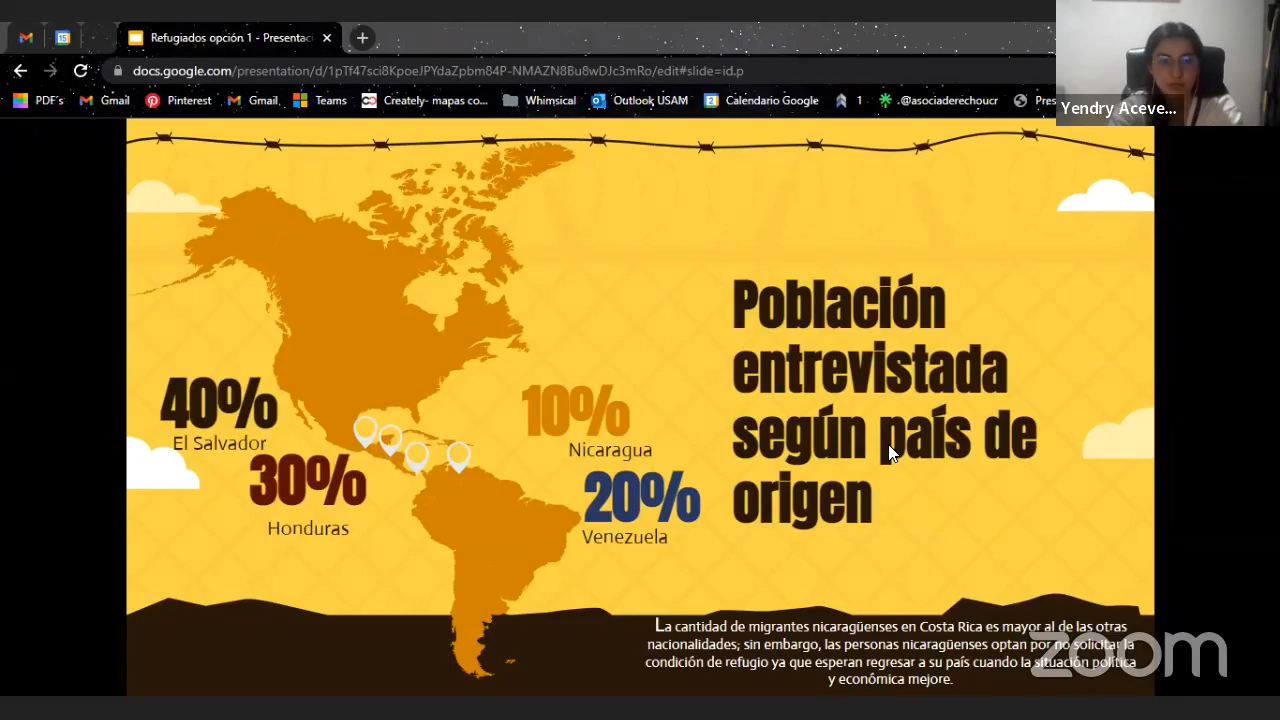 Refugiados opción 1 - Presentaci
docs.google.com/presentation/d/1pTf47sci8KpoeJPYdaZpbm84P-NMAZN8Bu8wDJc3mRo/edit#slide=id.p
PDF's Gmail Pinterest Gmail Teams Creately- mapas co... Whimsical Outlook USAM Calendario Google 1 .@asociaderechoucr Pres
Yendry Aceve...
Población
entrevistada
según país de
origen
40%
El Salvador
30%
Honduras
10%
Nicaragua
20%
Venezuela
La cantidad de migrantes nicaragüenses en Costa Rica es mayor al de las otras
nacionalidades; sin embargo, las personas nicaragüenses optan por no solicitar la
condición de refugio ya que esperan regresar a su país cuando la situación política
y económica mejore.
zoom